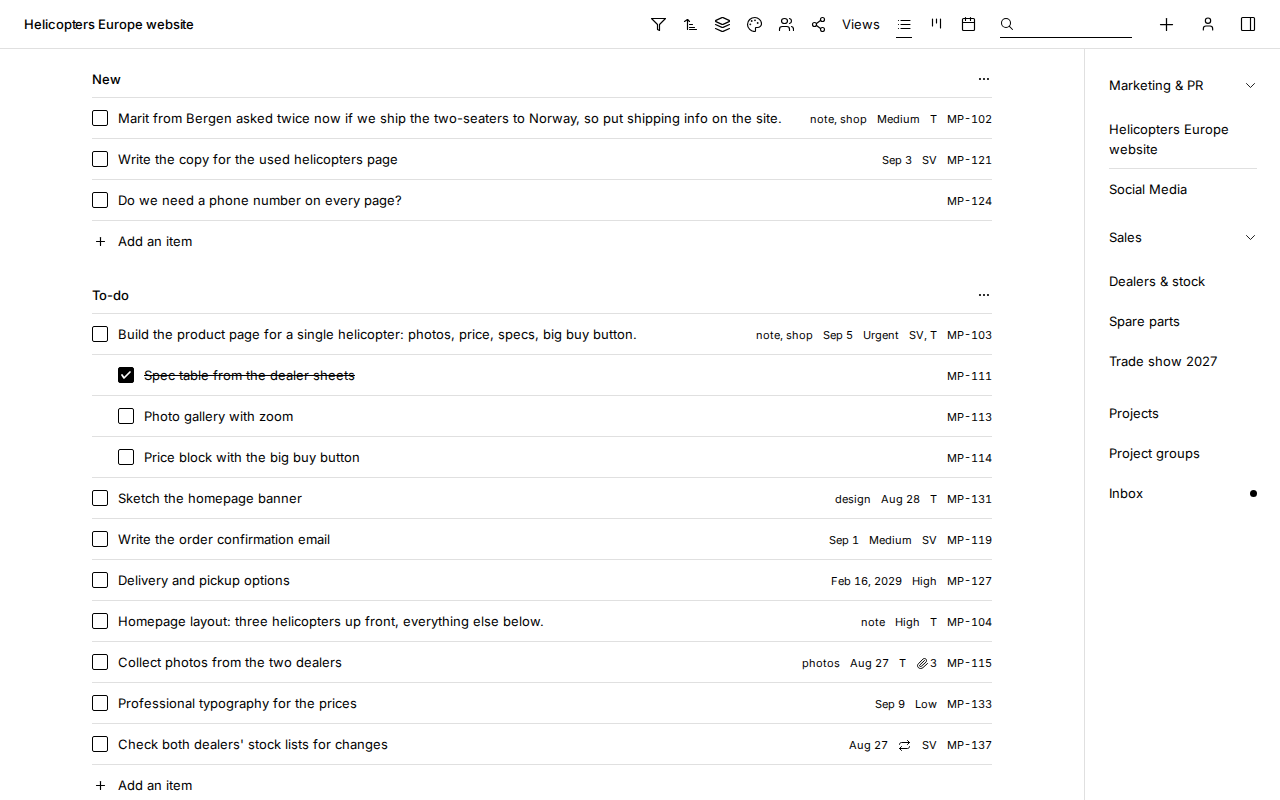 Helicopters Europe website
Views
New
Marit from Bergen asked twice now if we ship the two-seaters to Norway, so put shipping info on the site. note, shop Medium T MP-102
Write the copy for the used helicopters page Sep 3 SV MP-121
Do we need a phone number on every page? MP-124
Add an item
To-do
Build the product page for a single helicopter: photos, price, specs, big buy button. note, shop Sep 5 Urgent SV, T MP-103
Spec table from the dealer sheets MP-111
Photo gallery with zoom MP-113
Price block with the big buy button MP-114
Sketch the homepage banner design Aug 28 T MP-131
Write the order confirmation email Sep 1 Medium SV MP-119
Delivery and pickup options Feb 16, 2029 High MP-127
Homepage layout: three helicopters up front, everything else below. note High T MP-104
Collect photos from the two dealers photos Aug 27 T 3 MP-115
Professional typography for the prices Sep 9 Low MP-133
Check both dealers' stock lists for changes Aug 27 SV MP-137
Add an item
Marketing & PR
Helicopters Europe
website
Social Media
Sales
Dealers & stock
Spare parts
Trade show 2027
Projects
Project groups
Inbox